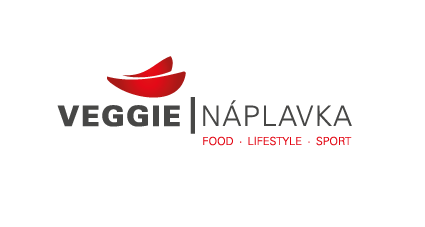 VEGGIE | NÁPLAVKA
FOOD · LIFESTYLE · SPORT